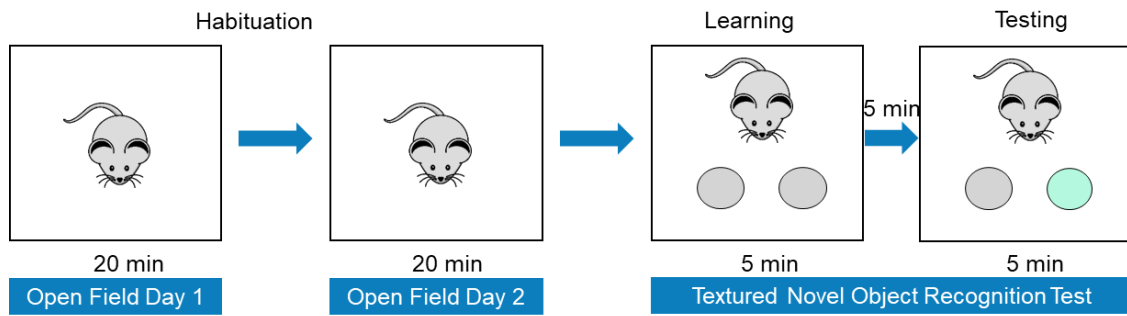 Habituation
Learning
Testing
5 min
20 min
20 min
5 min
5 min
Open Field Day 1
Open Field Day 2
Textured Novel Object Recognition Test